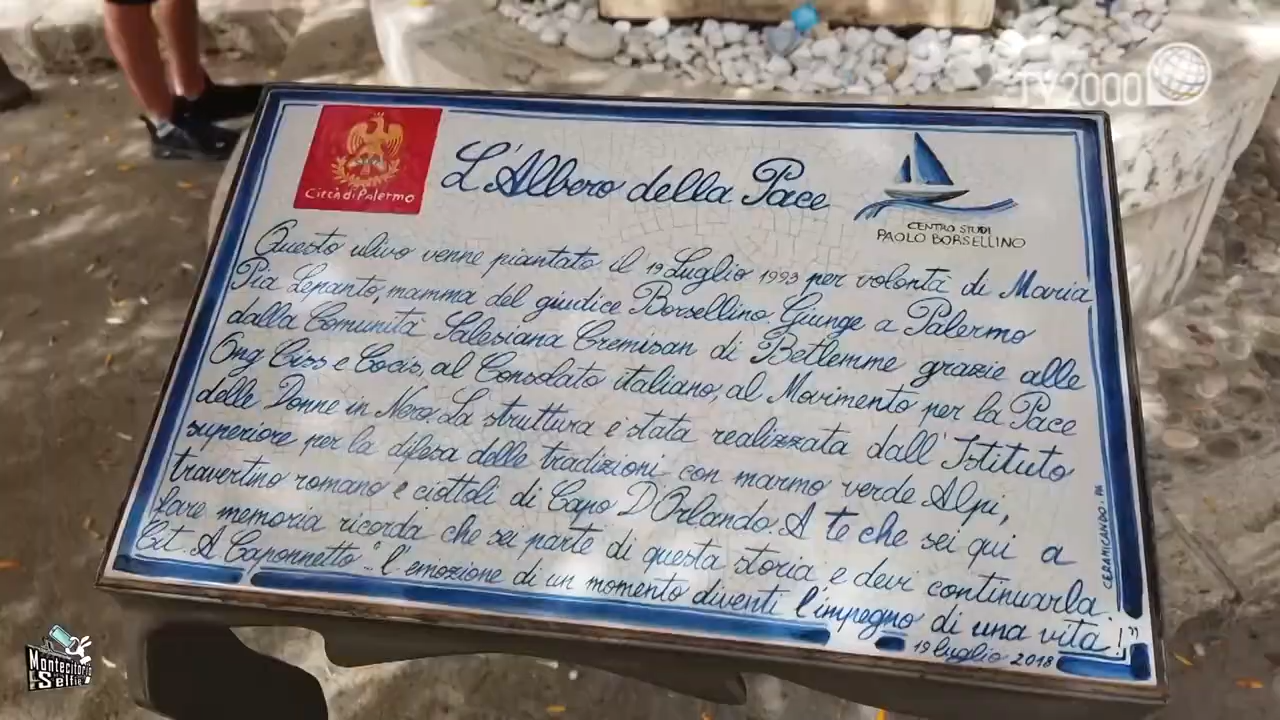 TV2000
Città di Palermo
L'Albero della Pace
CENTRO STUDI
PAOLO BORSELLINO
Questo ulivo venne piantato il 19 Luglio 1993 per volontà di Maria
Pia Lepanto, mamma del giudice Borsellino. Giunge a Palermo
dalla Comunità Salesiana Cremisan di Betlemme grazie alle
Ong Ciss e Cocis, al Consolato italiano, al Movimento per la Pace
delle Donne in Nero. La struttura è stata realizzata dall'Istituto
superiore per la difesa delle tradizioni con marmo verde Alpi,
travertino romano e ciottoli di Capo D'Orlando. A te che sei qui a
fare memoria ricorda che sei parte di questa storia e devi continuarla.
Cit. A Caponnetto "l'emozione di un momento diventi l'impegno di una vita!"
19 luglio 2018
CERAMICANDO· PA
Montecitorio
Selfie